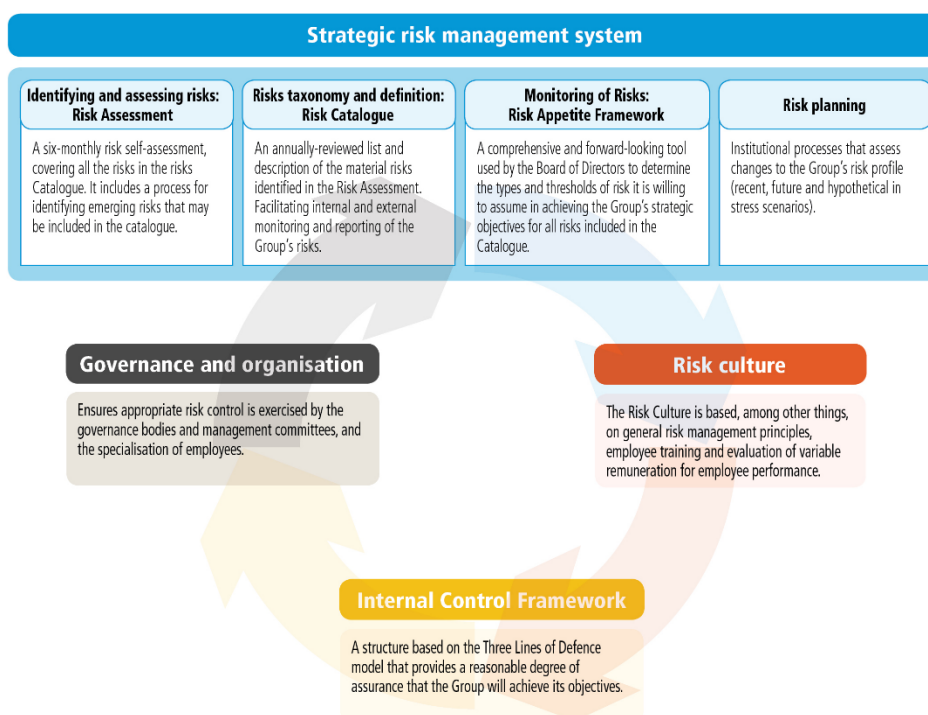 Strategic risk management system
Identifying and assessing risks:
Risk Assessment
A six-monthly risk self-assessment,
covering all the risks in the risks
Catalogue. It includes a process for
identifying emerging risks that may
be included in the catalogue.
Risks taxonomy and definition:
Risk Catalogue
An annually-reviewed list and
description of the material risks
identified in the Risk Assessment.
Facilitating internal and external
monitoring and reporting of the
Group's risks.
Monitoring of Risks:
Risk Appetite Framework
A comprehensive and forward-looking tool
used by the Board of Directors to determine
the types and thresholds of risk it is willing
to assume in achieving the Group's strategic
objectives for all risks included in the
Catalogue.
Risk planning
Institutional processes that assess
changes to the Group's risk profile
(recent, future and hypothetical in
stress scenarios).
Governance and organisation
Ensures appropriate risk control is exercised by the
governance bodies and management committees, and
the specialisation of employees.
Risk culture
The Risk Culture is based, among other things,
on general risk management principles,
employee training and evaluation of variable
remuneration for employee performance.
Internal Control Framework
A structure based on the Three Lines of Defence
model that provides a reasonable degree of
assurance that the Group will achieve its objectives.